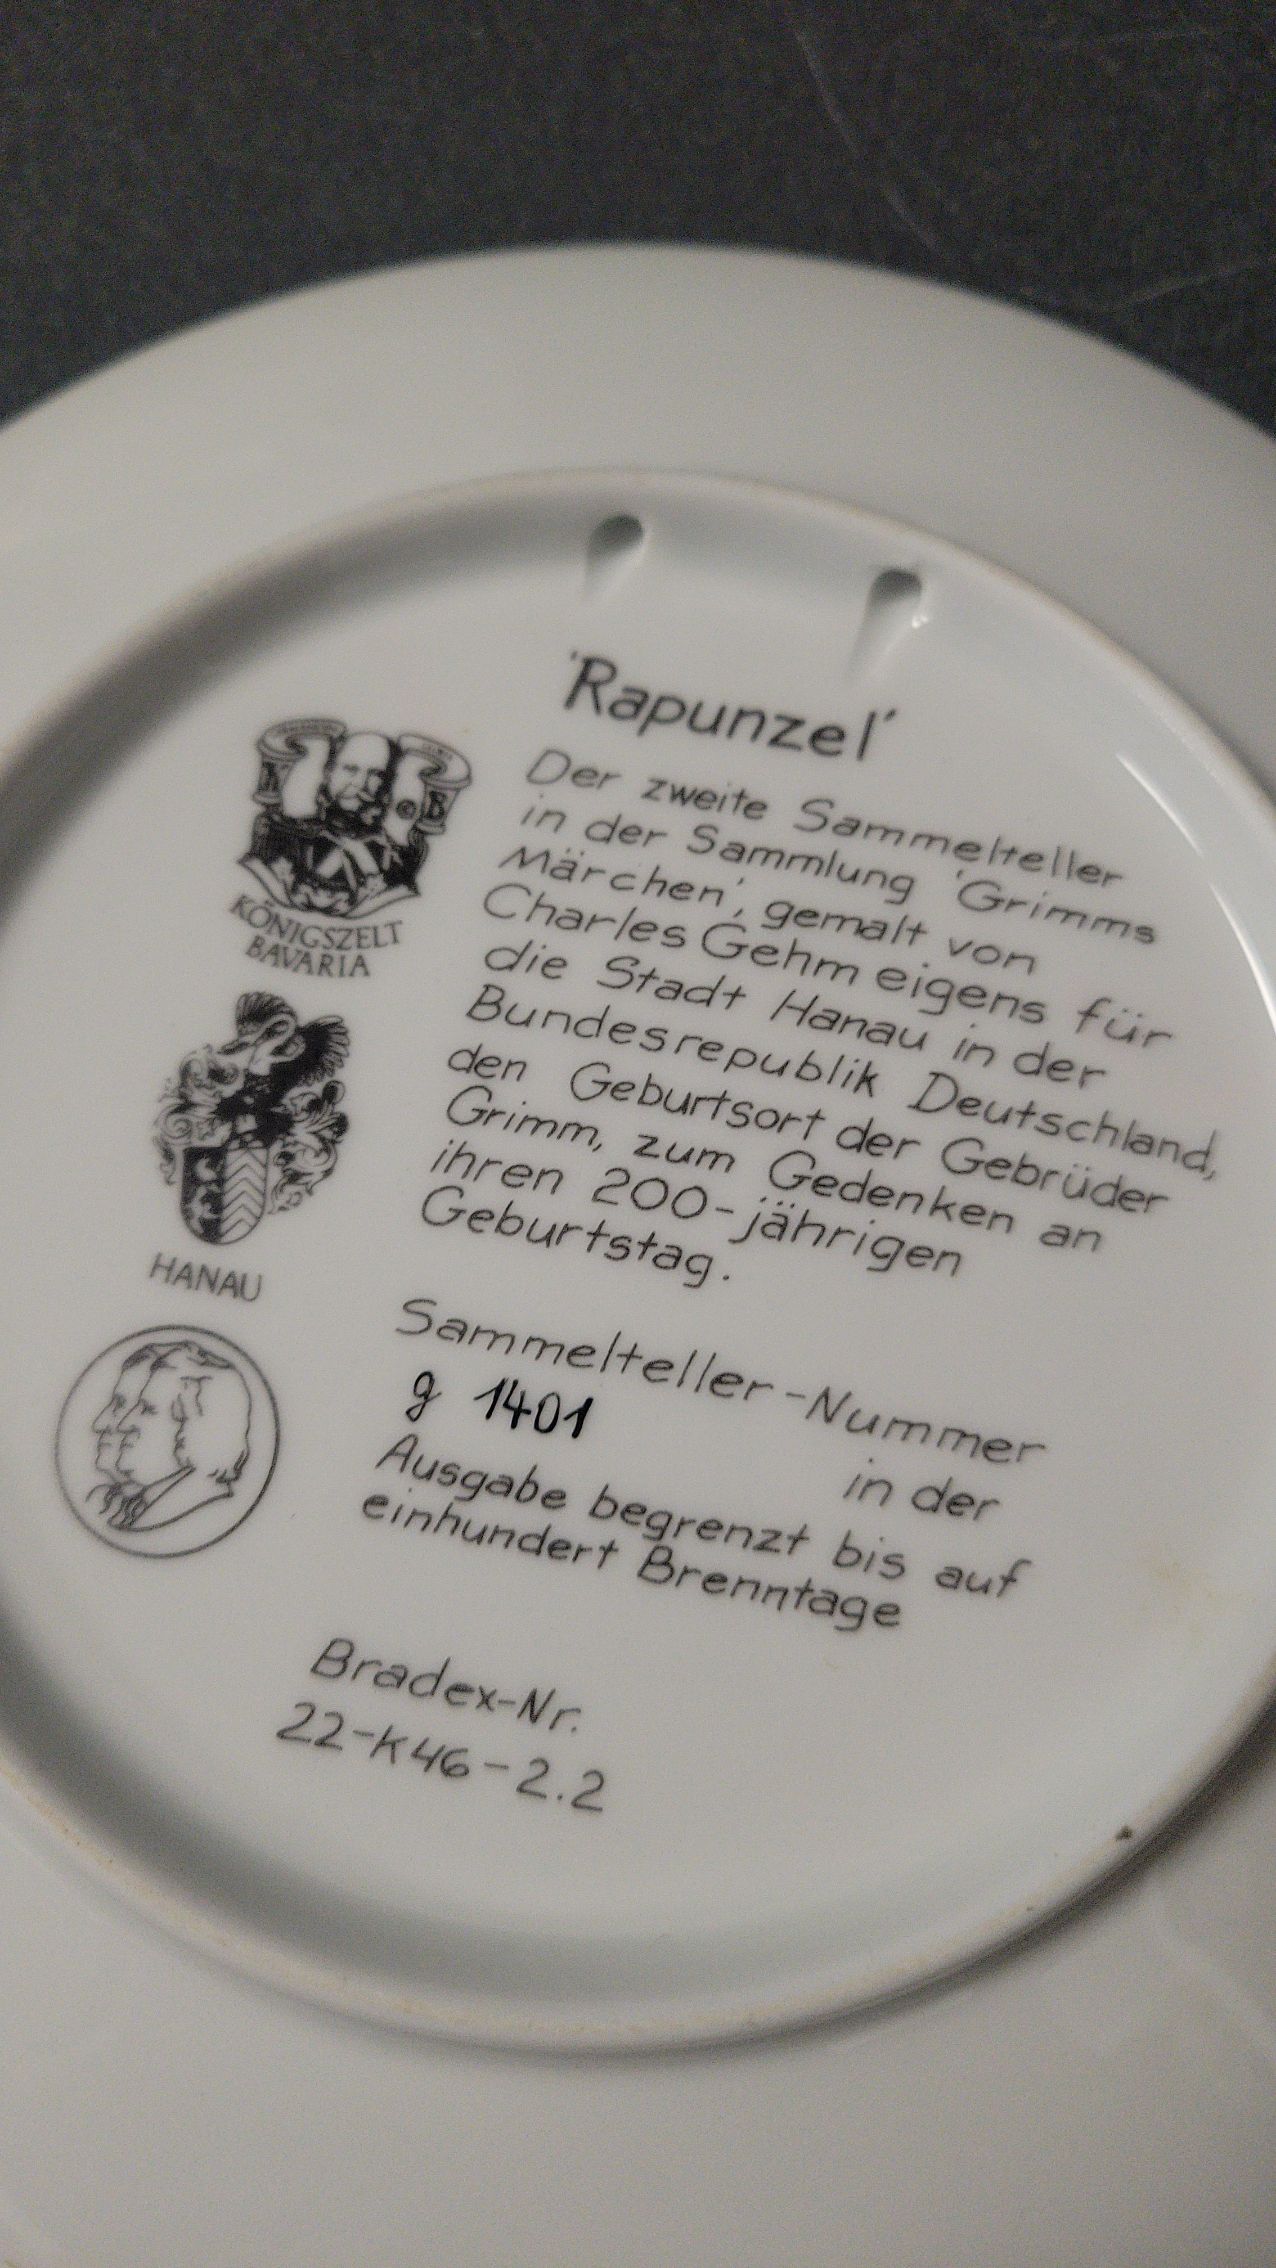 'Rapunzel'
Der zweite Sammelteller
in der Sammlung 'Grimms
Märchen', gemalt von
Charles Gehm eigens für
die Stadt Hanau in der
Bundesrepublik Deutschland,
den Geburtsort der Gebrüder
Grimm, zum Gedenken an
ihren 200-jährigen
Geburtstag.
Sammelteller-Nummer
g 1401 in der
Ausgabe begrenzt bis auf
einhundert Brenntage
Bradex-Nr.
22-K46-2.2
KÖNIGSZELT
BAVARIA
HANAU